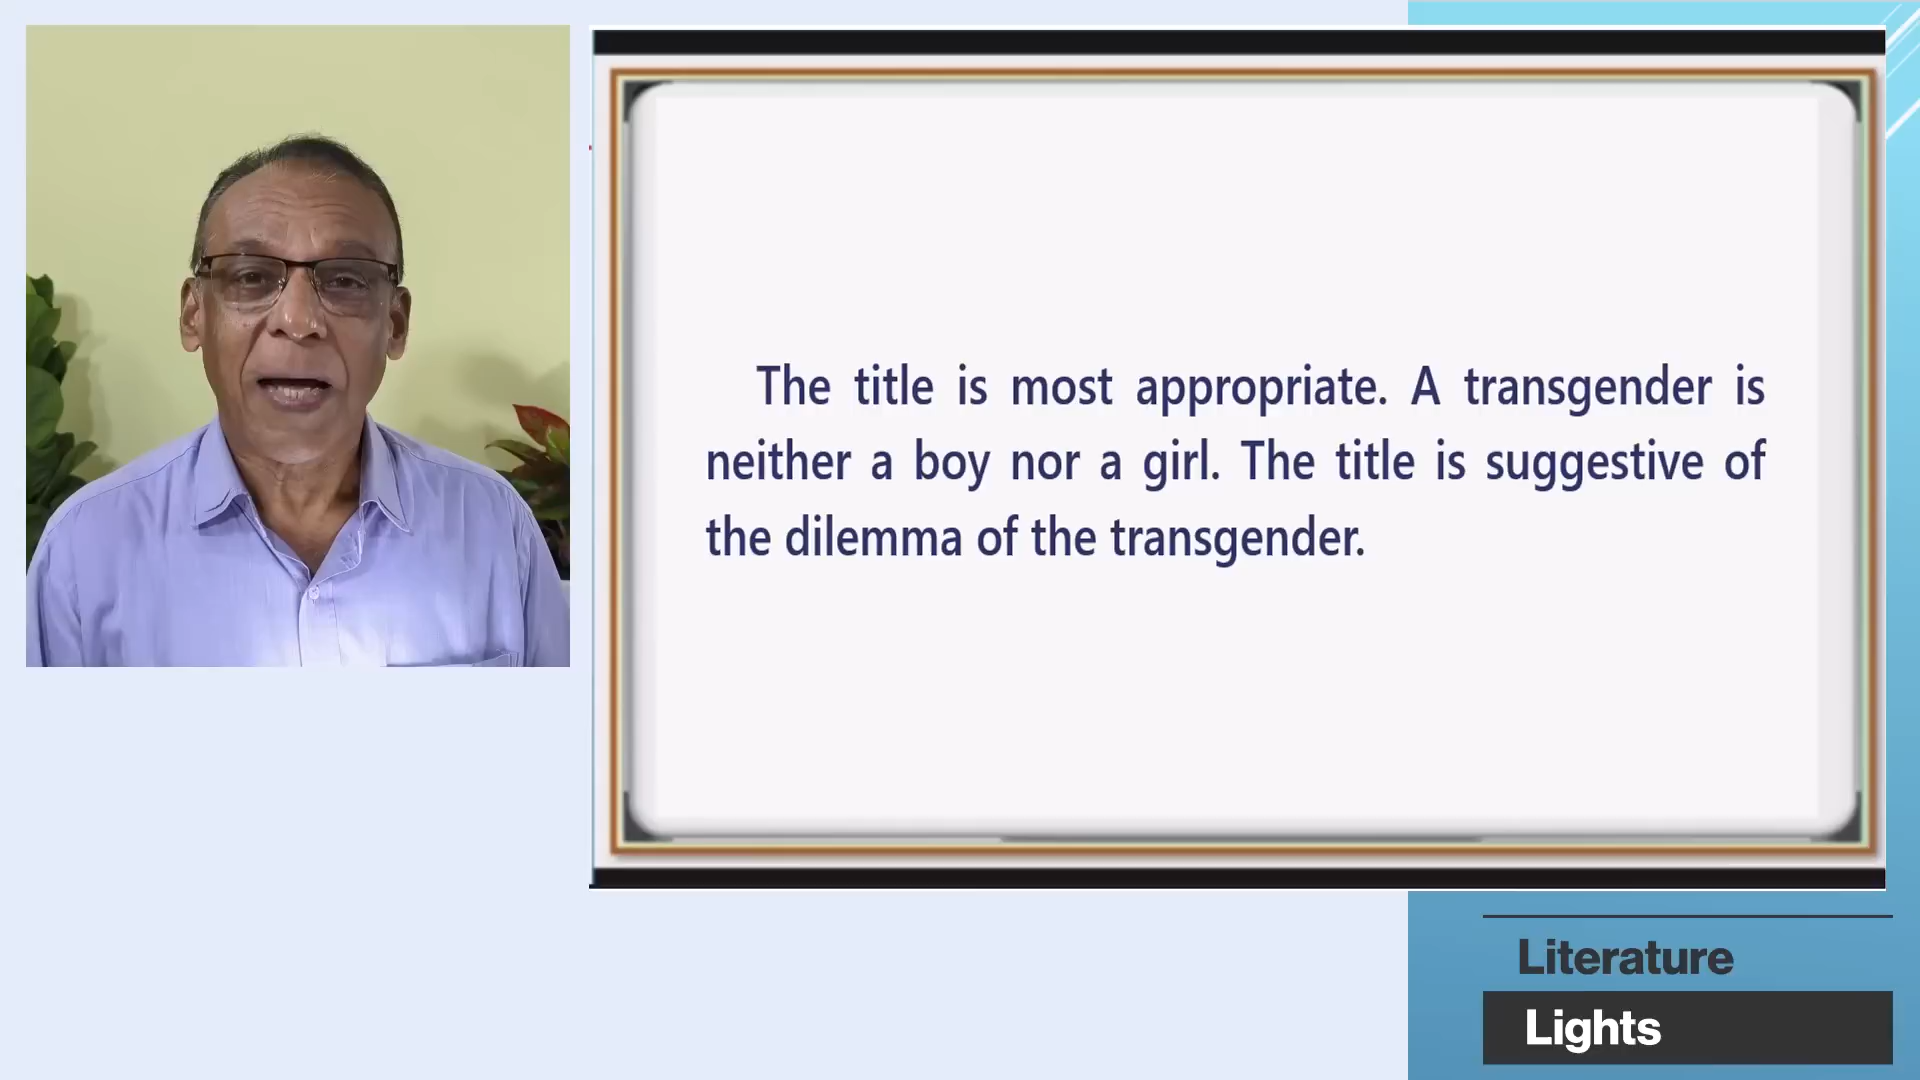 The title is most appropriate. A transgender is
neither a boy nor a girl. The title is suggestive of
the dilemma of the transgender.
Literature
Lights